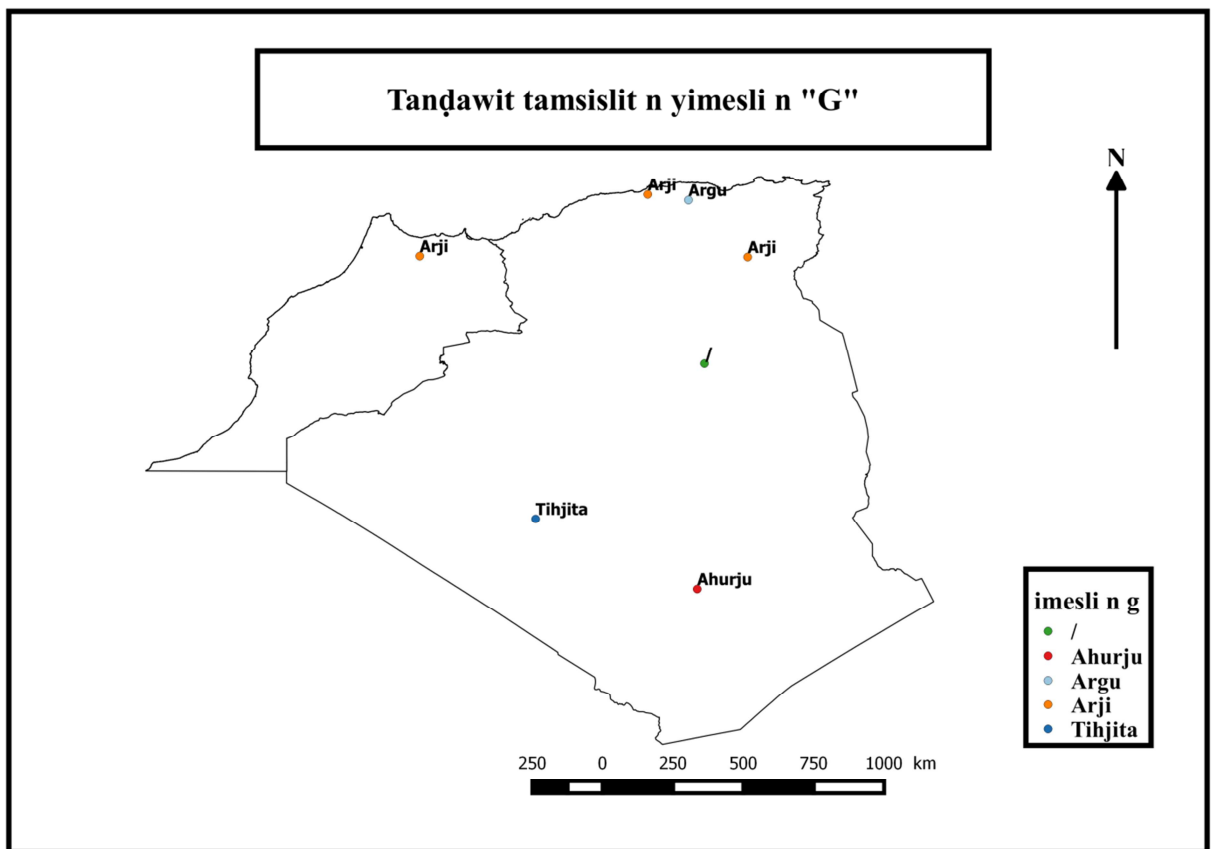 Tanḍawit tamsislit n yimesli n "G"
N
Arji
Argu
Arji
Arji
/
Tihjita
Ahurju
imesli n g
/
Ahurju
Argu
Arji
Tihjita
250 0 250 500 750 1000 km